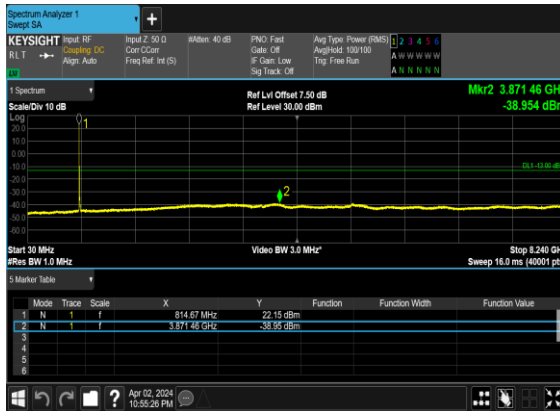 Spectrum Analyzer 1
Swept SA
KEYSIGHT
RLT
Input: RF
Coupling: DC
Align: Auto
Input Z: 50 Ω
Corr CCorr
Freq Ref: Int (S)
#Atten: 40 dB
PNO: Fast
Gate: Off
IF Gain: Low
Sig Track: Off
Avg Type: Power (RMS)
Avg|Hold: 100/100
Trig: Free Run
1 2 3 4 5 6
A W W W W W
A N N N N N
1 Spectrum
Scale/Div 10 dB
Ref Lvl Offset 7.50 dB
Ref Level 30.00 dBm
Mkr2 3.871 46 GHz
-38.954 dBm
Log
20.0
10.0
0.00
-10.0
-20.0
-30.0
-40.0
-50.0
-60.0
1
2
DL1 -13.00 dB
Start 30 MHz
#Res BW 1.0 MHz
Video BW 3.0 MHz*
Stop 8.240 GH
Sweep 16.0 ms (40001 pts
5 Marker Table
Mode Trace Scale X Y Function Function Width Function Value
1 N 1 f 814.67 MHz 22.15 dBm
2 N 1 f 3.871 46 GHz -38.95 dBm
3
4
5
6
Apr 02, 2024
10:55:26 PM